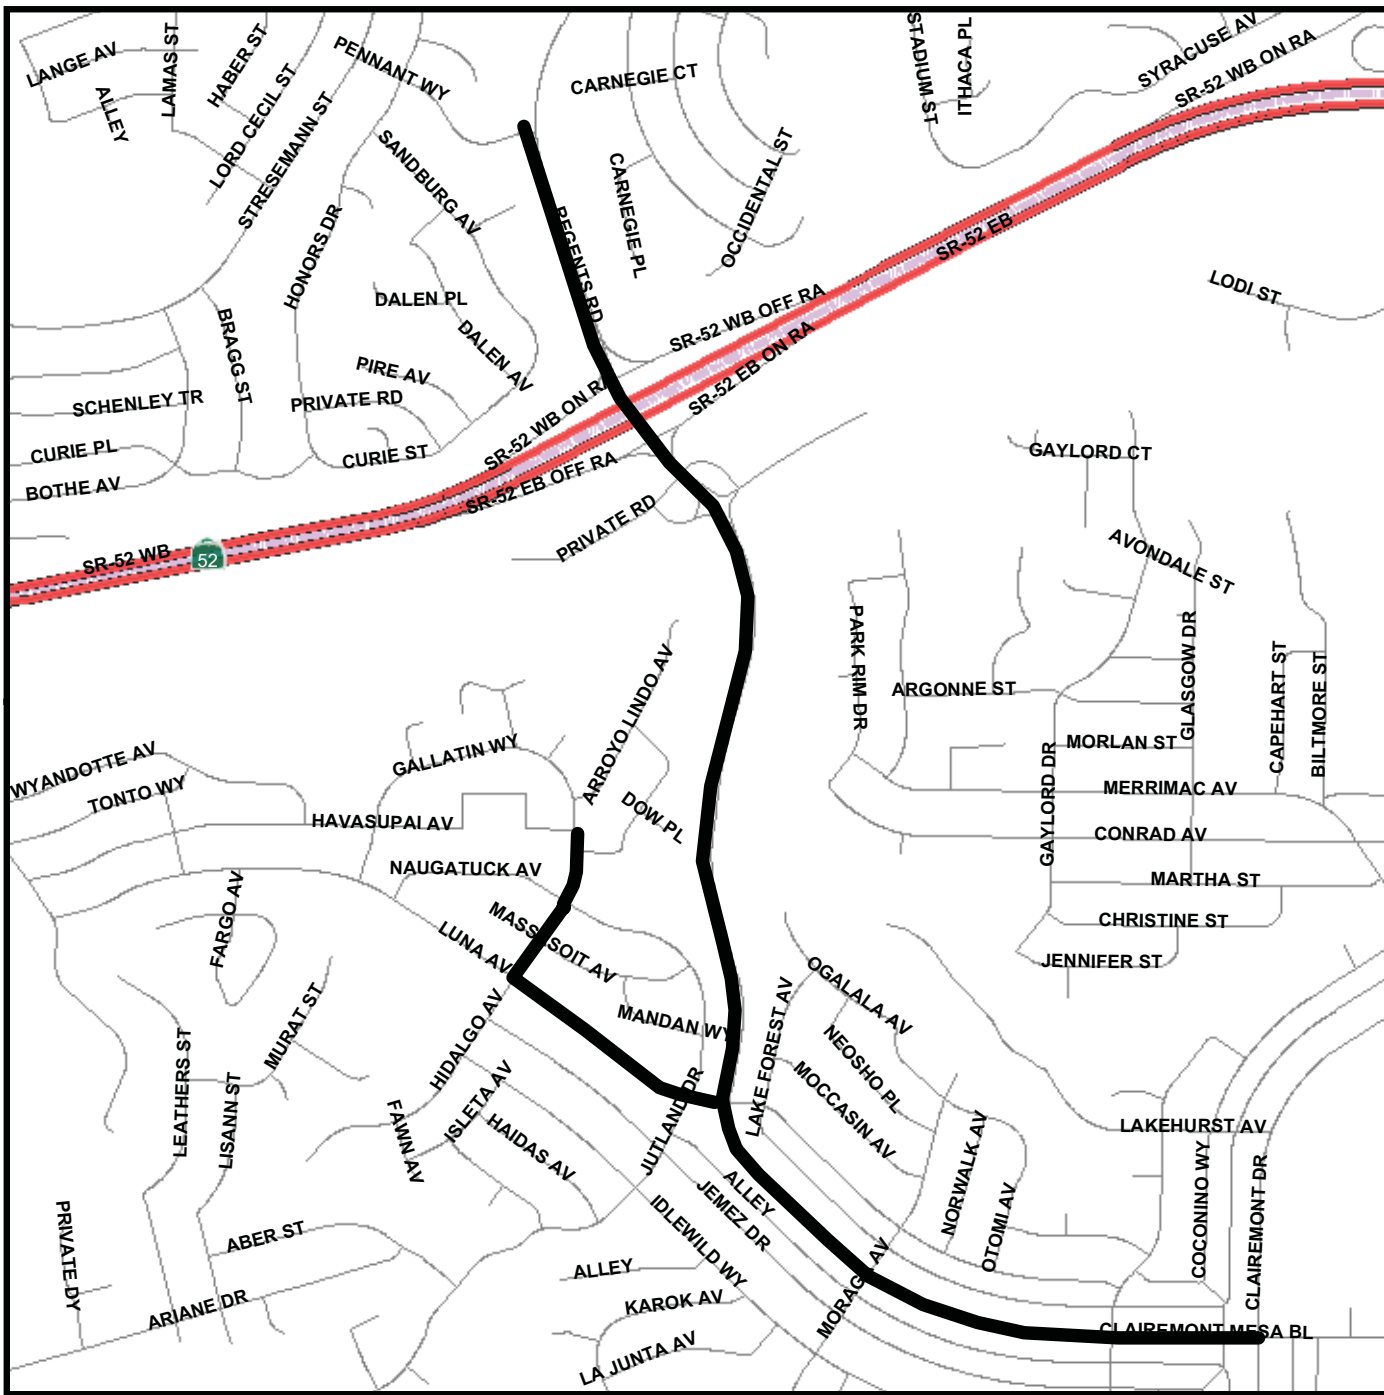 LANGE AV
LAMAS ST
HABER ST
ALLEY
LORD CECIL ST
STRESEMANN ST
PENNANT WY
SANDBURG AV
CARNEGIE CT
CARNEGIE PL
OCCIDENTAL ST
STADIUM ST
ITHACA PL
SYRACUSE AV
SR-52 WB ON RA
SR-52 EB
LODI ST
REGENTS RD
HONORS DR
DALEN PL
DALEN AV
BRAGG ST
PIRE AV
PRIVATE RD
SCHENLEY TR
CURIE PL
CURIE ST
BOTHE AV
SR-52 WB OFF RA
SR-52 EB ON RA
SR-52 WB ON RA
SR-52 EB OFF RA
PRIVATE RD
SR-52 WB
52
GAYLORD CT
AVONDALE ST
PARK RIM DR
ARGONNE ST
GLASGOW DR
CAPEHART ST
BILTMORE ST
MORLAN ST
GAYLORD DR
MERRIMAC AV
CONRAD AV
MARTHA ST
CHRISTINE ST
JENNIFER ST
ARROYO LINDO AV
WYANDOTTE AV
TONTO WY
GALLATIN WY
HAVASUPAI AV
DOW PL
NAUGATUCK AV
FARGO AV
MASSASOIT AV
LUNA AV
MANDAN WY
MURAT ST
HIDALGO AV
LEATHERS ST
LISANN ST
FAWN AV
ISLETA AV
HAIDAS AV
JUTLAND DR
LAKE FOREST AV
OGALALA AV
NEOSHO PL
MOCCASIN AV
NORWALK AV
OTOMI AV
LAKEHURST AV
COCONINO WY
CLAIREMONT DR
ALLEY
JEMEZ DR
IDLEWILD WY
MORAGA AV
PRIVATE DY
ABER ST
ARIANE DR
ALLEY
KAROK AV
LA JUNTA AV
CLAIREMONT MESA BL